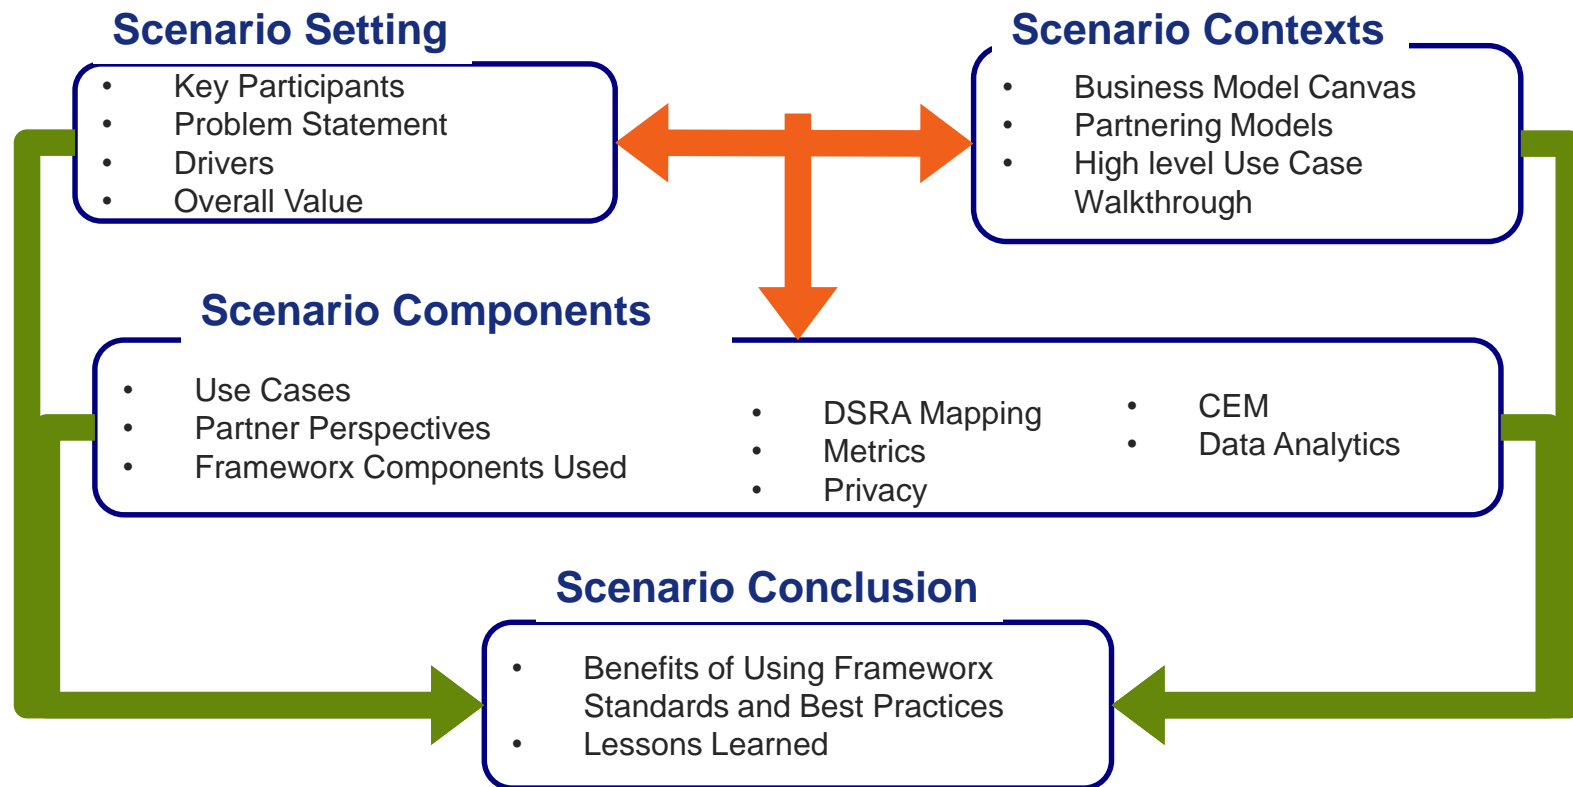 Scenario Setting
• Key Participants
• Problem Statement
• Drivers
• Overall Value
Scenario Contexts
• Business Model Canvas
• Partnering Models
• High level Use Case
Walkthrough
Scenario Components
• Use Cases
• Partner Perspectives
• Frameworx Components Used
• DSRA Mapping
• Metrics
• Privacy
• CEM
• Data Analytics
Scenario Conclusion
• Benefits of Using Frameworx
Standards and Best Practices
• Lessons Learned